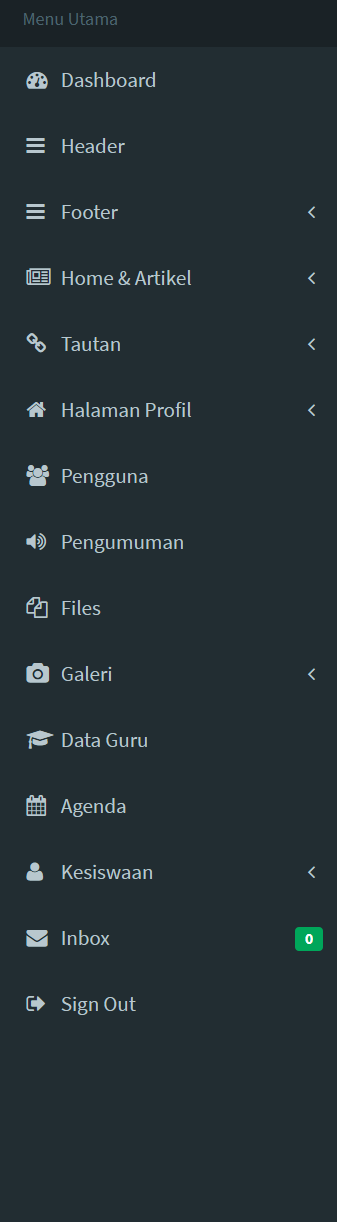 Menu Utama
Dashboard
Header
Footer
Home & Artikel
Tautan
Halaman Profil
Pengguna
Pengumuman
Files
Galeri
Data Guru
Agenda
Kesiswaan
Inbox 0
Sign Out